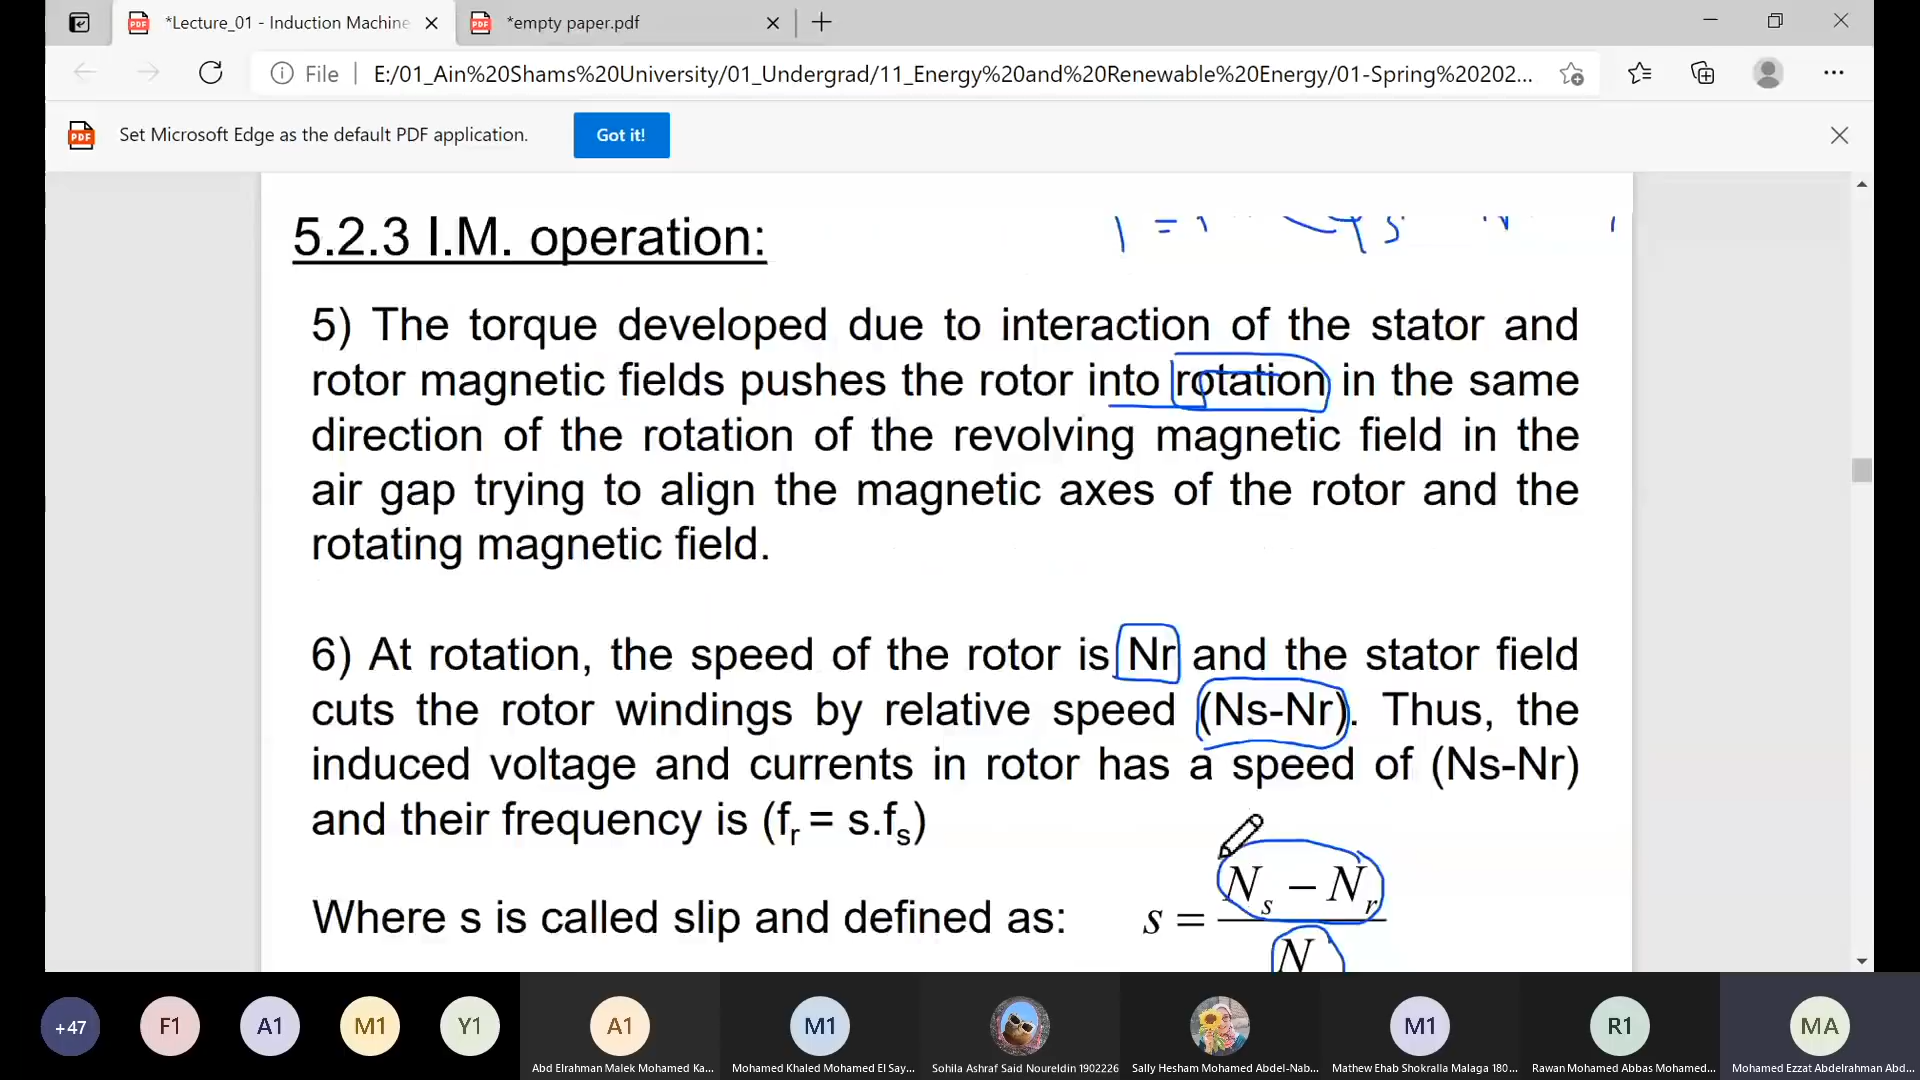 *Lecture_01 - Induction Machine
*empty paper.pdf
File
E:/01_Ain%20Shams%20University/01_Undergrad/11_Energy%20and%20Renewable%20Energy/01-Spring%20202...
PDF
Set Microsoft Edge as the default PDF application.
Got it!
5.2.3 I.M. operation:
5) The torque developed due to interaction of the stator and
rotor magnetic fields pushes the rotor into rotation in the same
direction of the rotation of the revolving magnetic field in the
air gap trying to align the magnetic axes of the rotor and the
rotating magnetic field.
6) At rotation, the speed of the rotor is Nr and the stator field
cuts the rotor windings by relative speed (Ns-Nr). Thus, the
induced voltage and currents in rotor has a speed of (Ns-Nr)
and their frequency is (fr = s.fs)
Where s is called slip and defined as:
s = Ns − Nr
N
+47
F1
A1
M1
Y1
A1
M1
M1
R1
MA
Abd Elrahman Malek Mohamed Ka...
Mohamed Khaled Mohamed El Say...
Sohila Ashraf Said Noureldin 1902226
Sally Hesham Mohamed Abdel-Nab...
Mathew Ehab Shokralla Malaga 180...
Rawan Mohamed Abbas Mohamed...
Mohamed Ezzat Abdelrahman Abd...